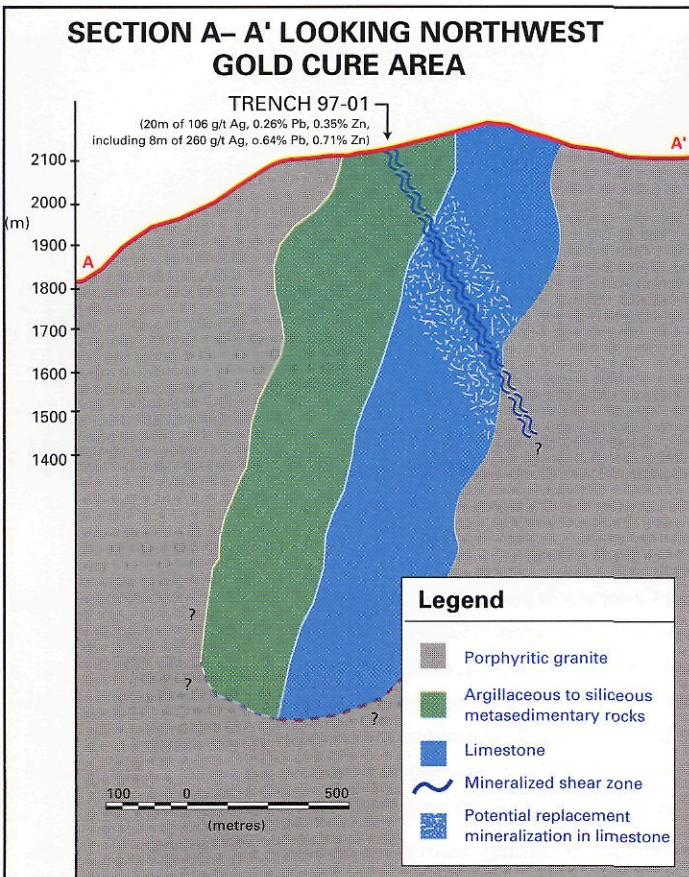 SECTION A– A' LOOKING NORTHWEST
GOLD CURE AREA
TRENCH 97-01
(20m of 106 g/t Ag, 0.26% Pb, 0.35% Zn,
including 8m of 260 g/t Ag, o.64% Pb, 0.71% Zn)
A'
2100
2000
(m)
1900
A
1800
1700
1600
1500
1400
?
?
?
?
Legend
Porphyritic granite
Argillaceous to siliceous
metasedimentary rocks
Limestone
Mineralized shear zone
Potential replacement
mineralization in limestone
100 0 500
(metres)